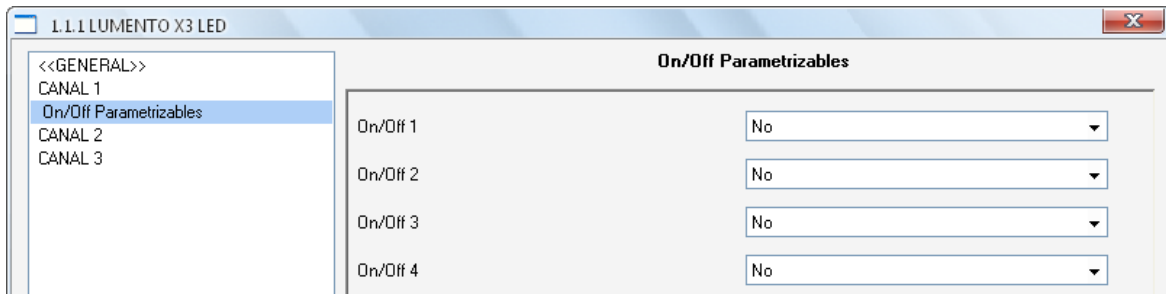 1.1.1 LUMENTO X3 LED
<<GENERAL>>
CANAL 1
On/Off Parametrizables
CANAL 2
CANAL 3
On/Off Parametrizables
On/Off 1 No
On/Off 2 No
On/Off 3 No
On/Off 4 No